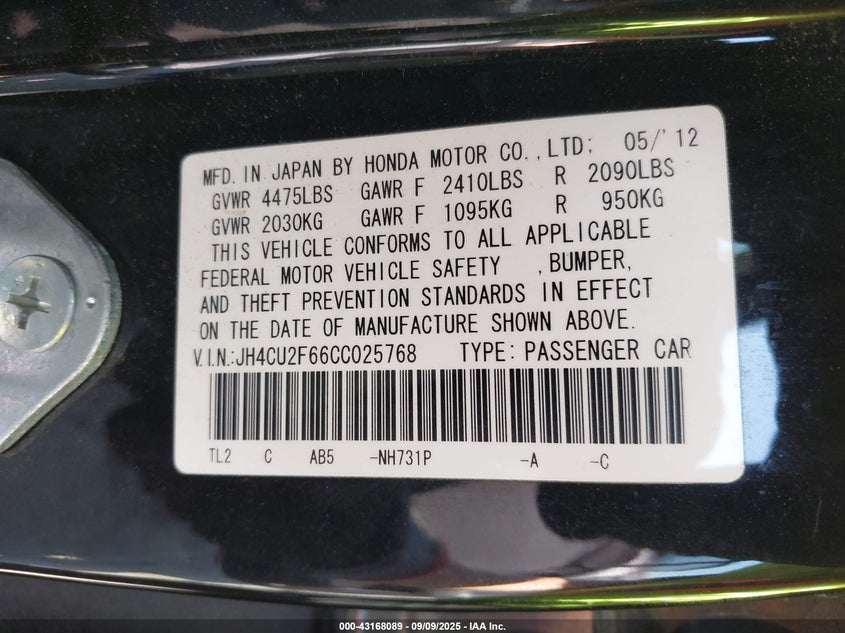 MFD. IN JAPAN BY HONDA MOTOR CO., LTD; 05/'12
GVWR 4475LBS GAWR F 2410LBS R 2090LBS
GVWR 2030KG GAWR F 1095KG R 950KG
THIS VEHICLE CONFORMS TO ALL APPLICABLE
FEDERAL MOTOR VEHICLE SAFETY , BUMPER,
AND THEFT PREVENTION STANDARDS IN EFFECT
ON THE DATE OF MANUFACTURE SHOWN ABOVE.
V.I.N.:JH4CU2F66CC025768 TYPE: PASSENGER CAR
TL2 C AB5 -NH731P -A -C
000-43168089 - 09/09/2025 - IAA Inc.